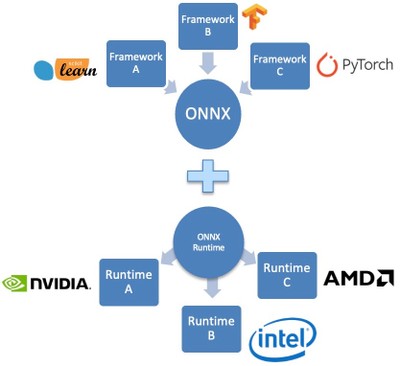 Framework
B
Framework
A
learn
Framework
C
PyTorch
ONNX
ONNX
Runtime
NVIDIA.
Runtime
A
Runtime
C
AMD
Runtime
B
intel